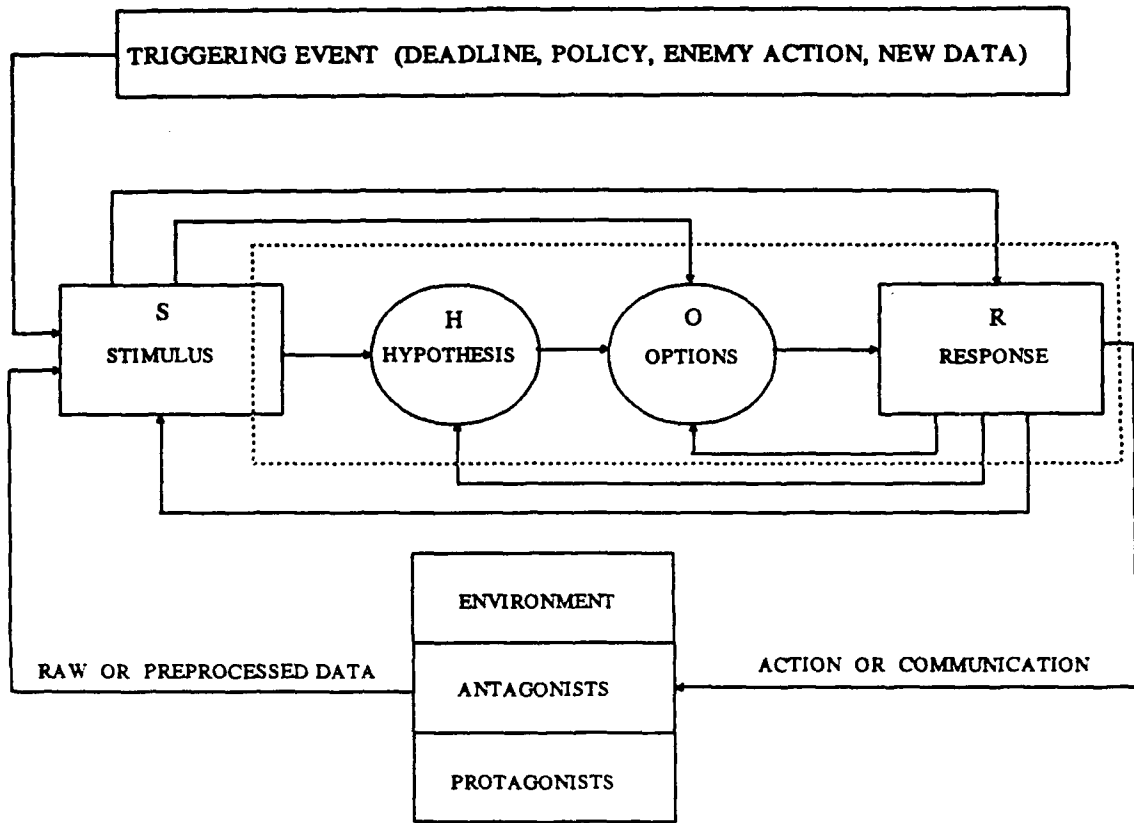 TRIGGERING EVENT (DEADLINE, POLICY, ENEMY ACTION, NEW DATA)
S
STIMULUS
H
HYPOTHESIS
O
OPTIONS
R
RESPONSE
ENVIRONMENT
RAW OR PREPROCESSED DATA
ANTAGONISTS
ACTION OR COMMUNICATION
PROTAGONISTS